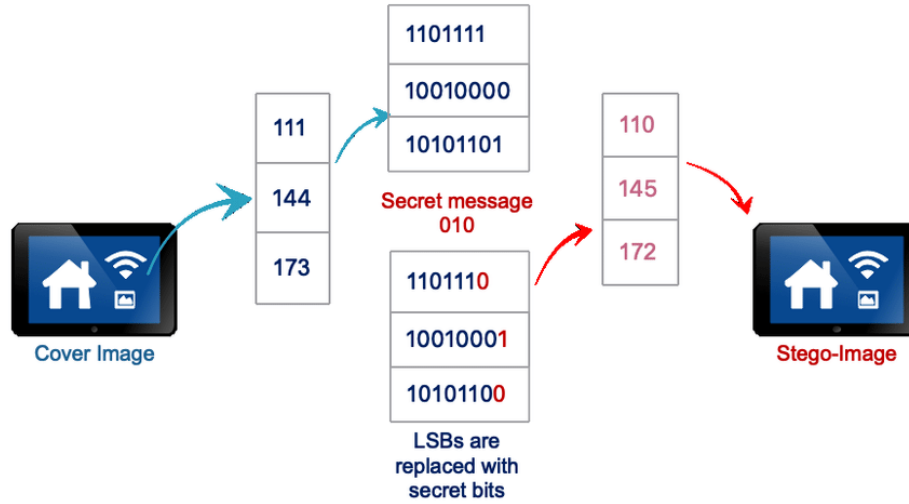 1101111
10010000
10101101
111
144
173
Secret message
010
110
145
172
1101110
10010001
10101100
Cover Image
Stego-Image
LSBs are
replaced with
secret bits